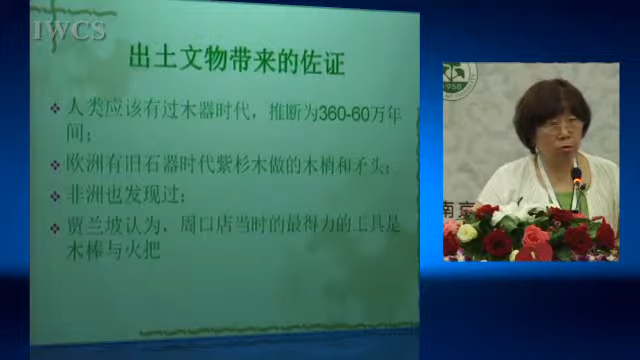 IWCS
出土文物带来的佐证
人类应该有过木器时代，推断为360-60万年
间；
欧洲有旧石器时代紫杉木做的木梢和矛头；
非洲也发现过；
贾兰坡认为，周口店当时的最得力的工具是
木棒与火把
1958
南京